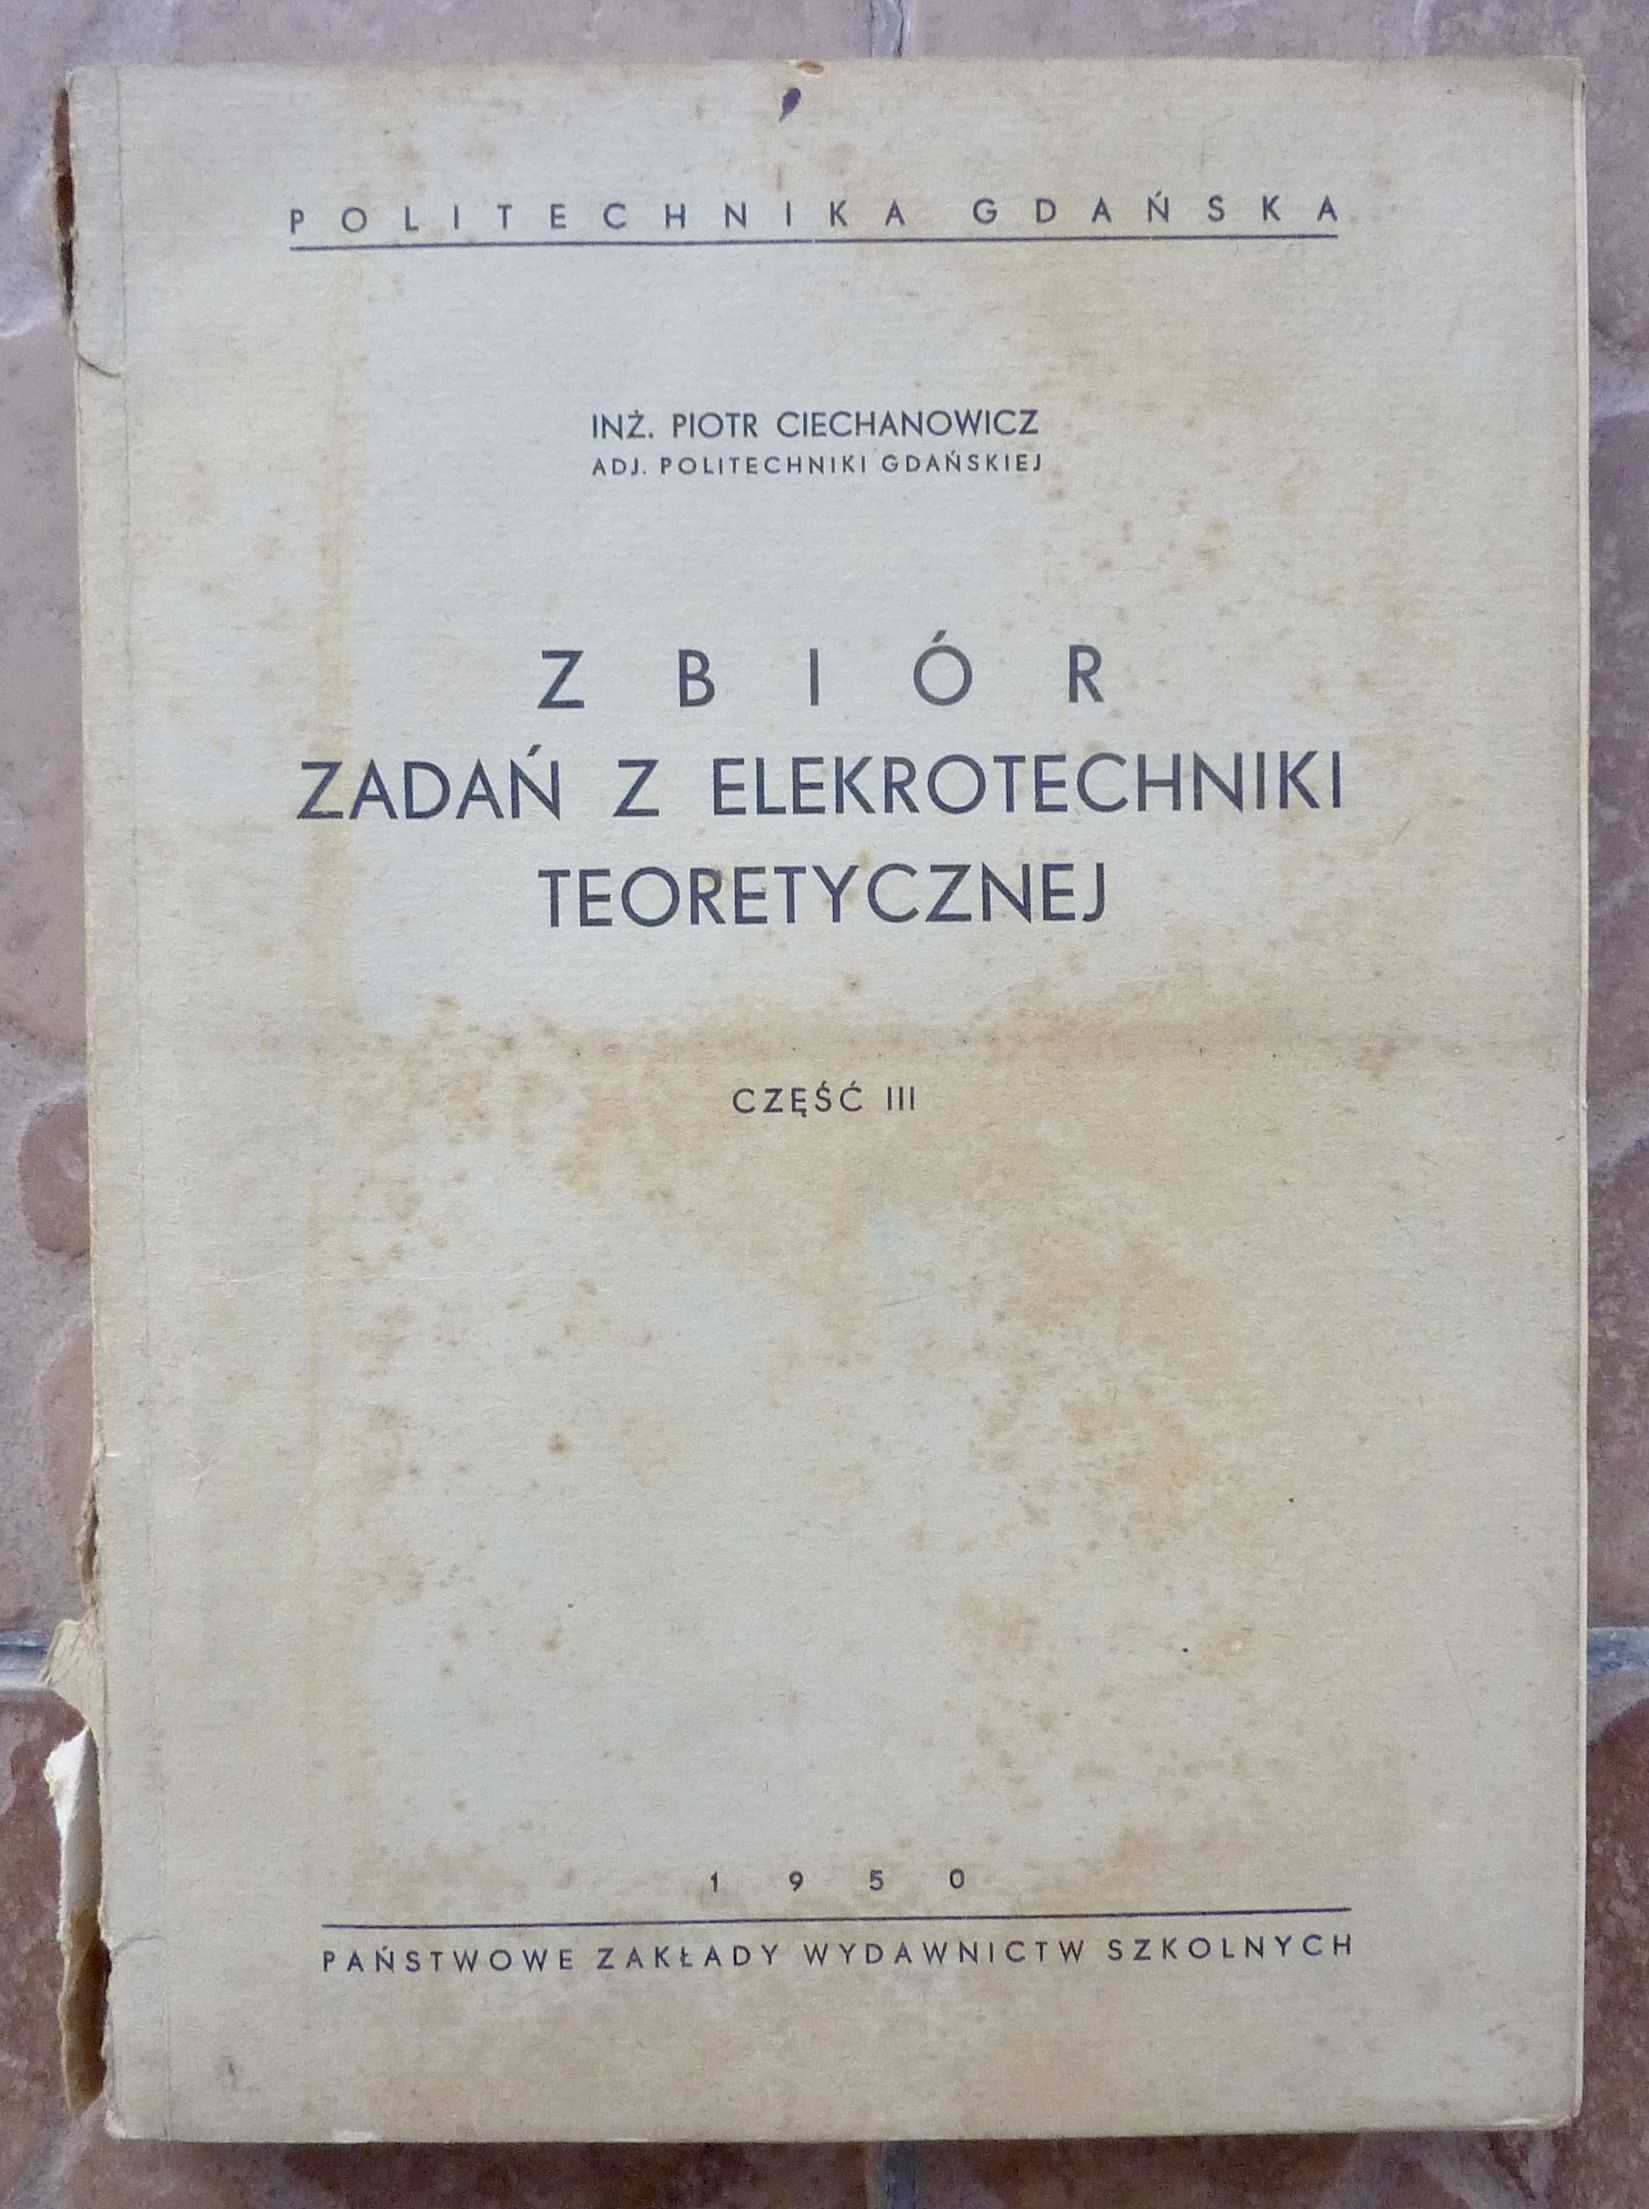 POLITECHNIKA GDAŃSKA
INŻ. PIOTR CIECHANOWICZ
ADJ. POLITECHNIKI GDAŃSKIEJ
ZBIÓR
ZADAŃ Z ELEKROTECHNIKI
TEORETYCZNEJ
CZĘŚĆ III
1950
PAŃSTWOWE ZAKŁADY WYDAWNICTW SZKOLNYCH